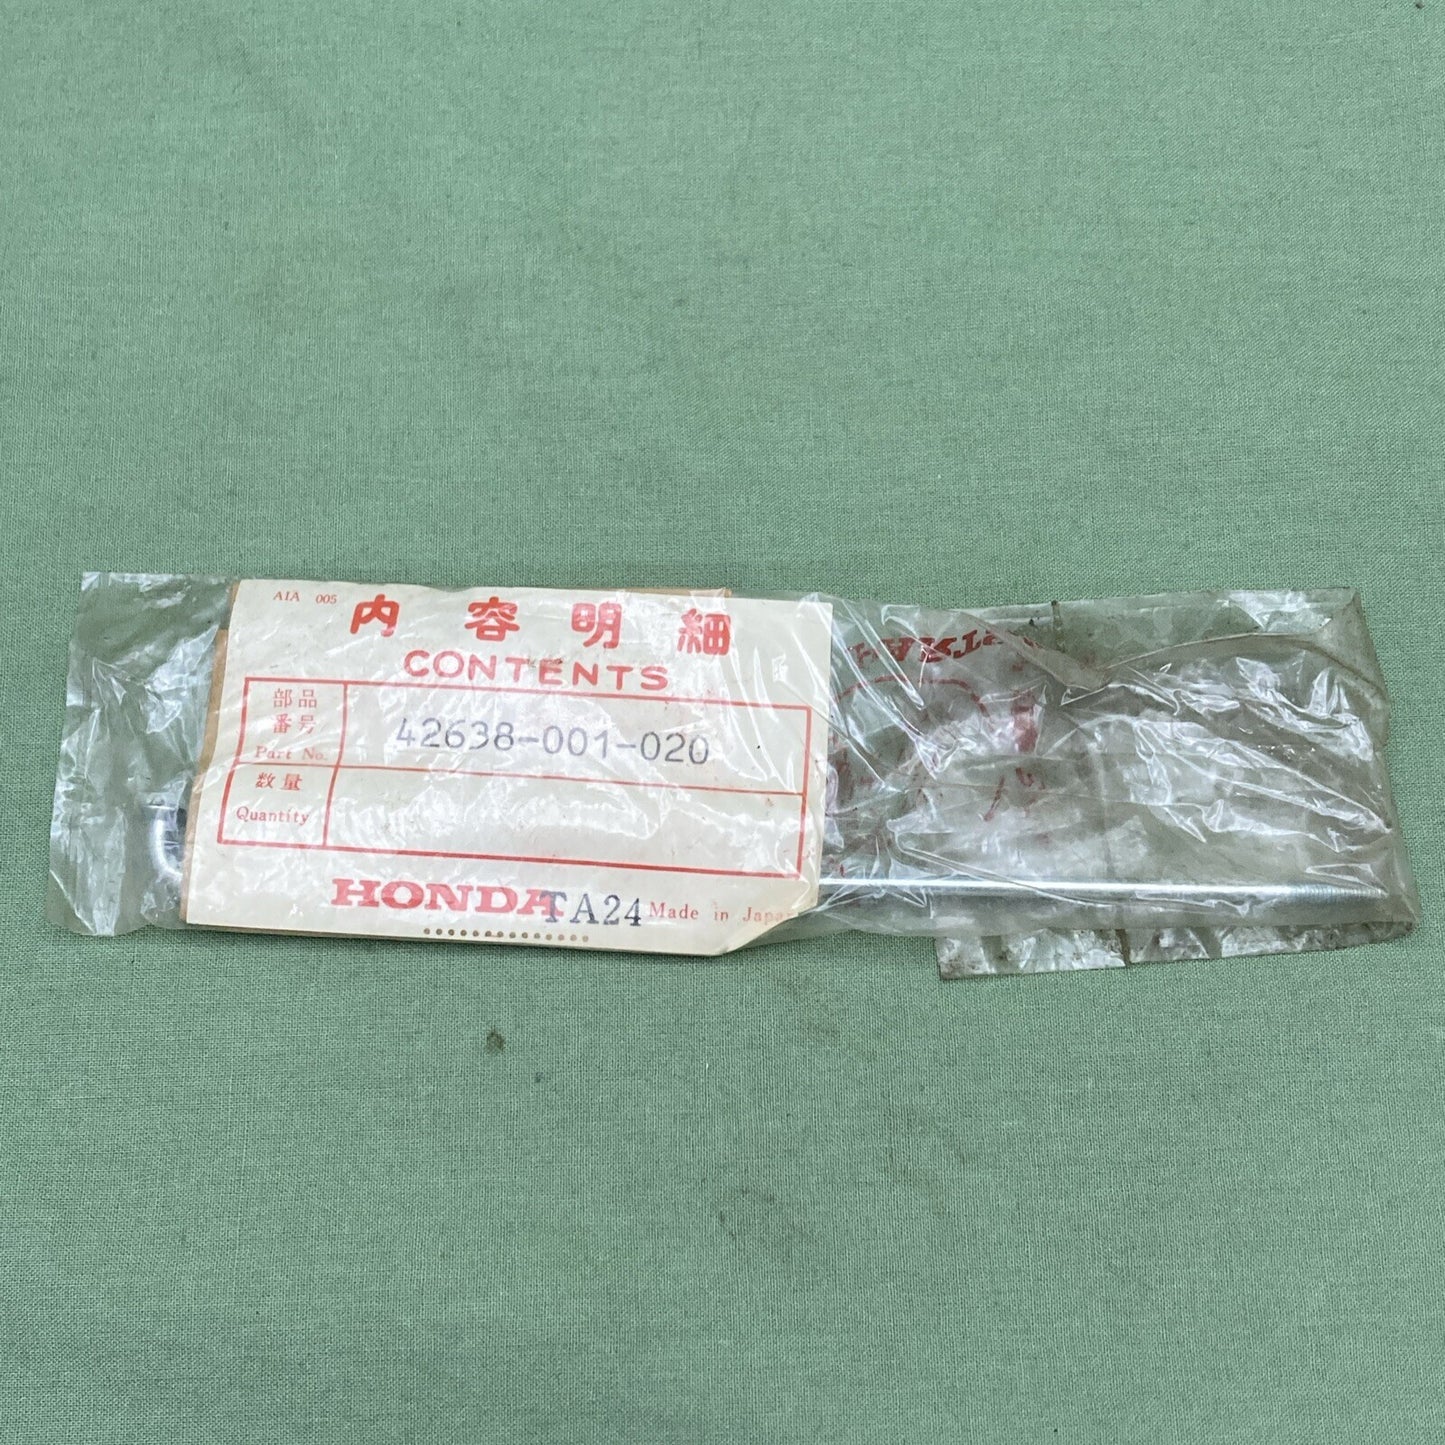 AIA 005
内容明細
CONTENTS
部品
番号
Part No.
42638-001-020
数量
Quantity
HONDA TA24 Made in Japan